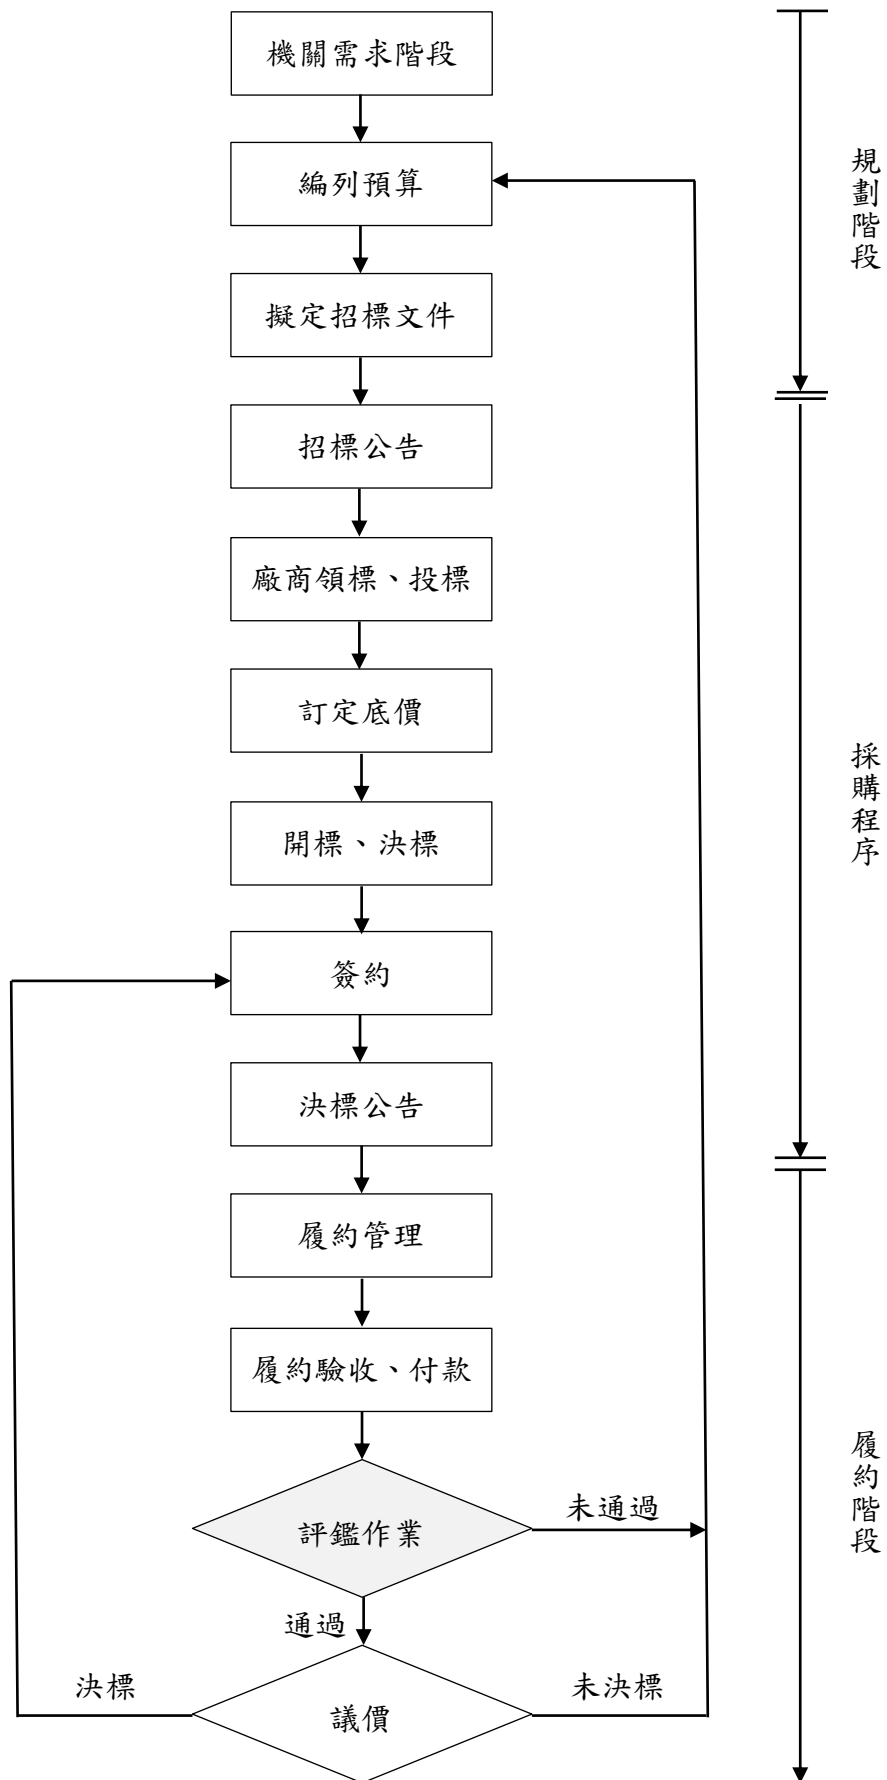 機關需求階段
編列預算
擬定招標文件
招標公告
廠商領標、投標
訂定底價
開標、決標
簽約
決標公告
履約管理
履約驗收、付款
評鑑作業
未通過
通過
議價
決標
未決標
規劃階段
採購程序
履約階段